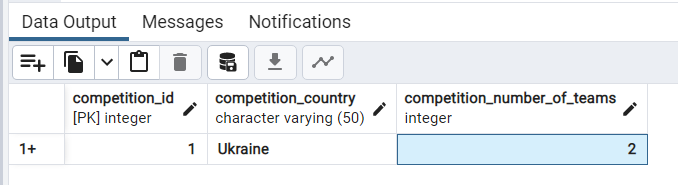 Data Output Messages Notifications
competition_id competition_country competition_number_of_teams
[PK] integer character varying (50) integer
1+ 1 Ukraine 2